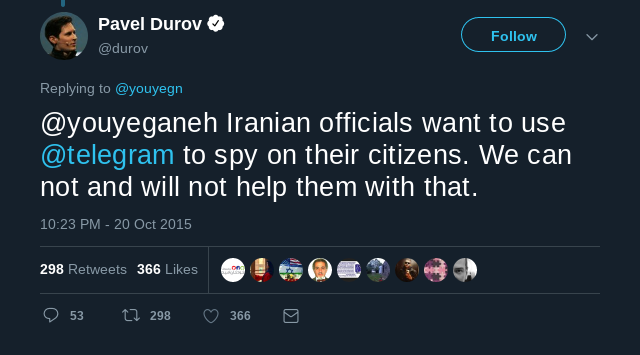 Pavel Durov
@durov
Follow
Replying to @youyegn
@youyeganeh Iranian officials want to use
@telegram to spy on their citizens. We can
not and will not help them with that.
10:23 PM - 20 Oct 2015
298 Retweets 366 Likes
53 298 366